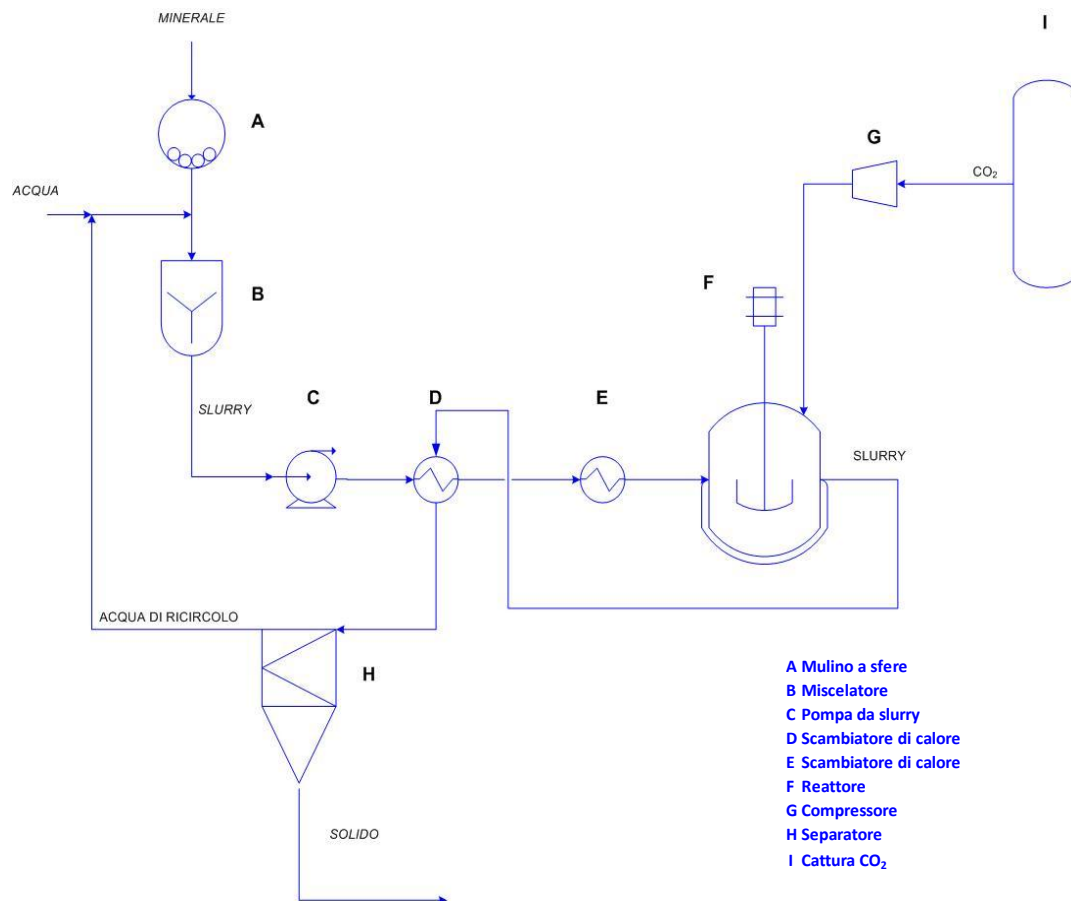 MINERALE
I
A
G
CO₂
ACQUA
F
B
SLURRY
C
D
E
SLURRY
ACQUA DI RICIRCOLO
H
SOLIDO
A Mulino a sfere
B Miscelatore
C Pompa da slurry
D Scambiatore di calore
E Scambiatore di calore
F Reattore
G Compressore
H Separatore
I Cattura CO₂